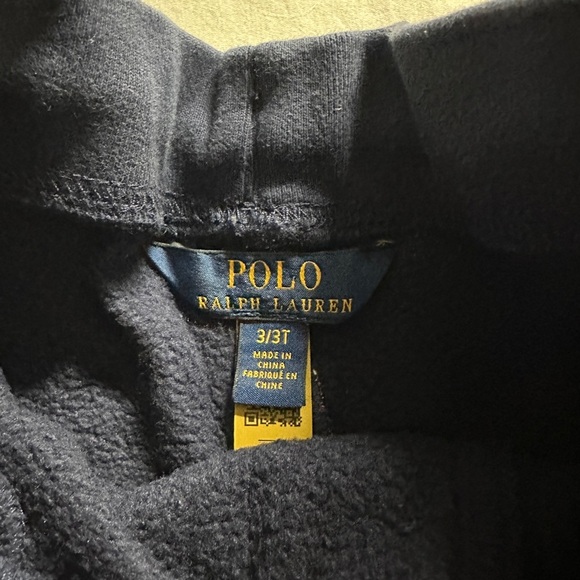 POLO
RALPH LAUREN
3/3T
MADE IN
CHINA
FABRIQUÉ EN
CHINE